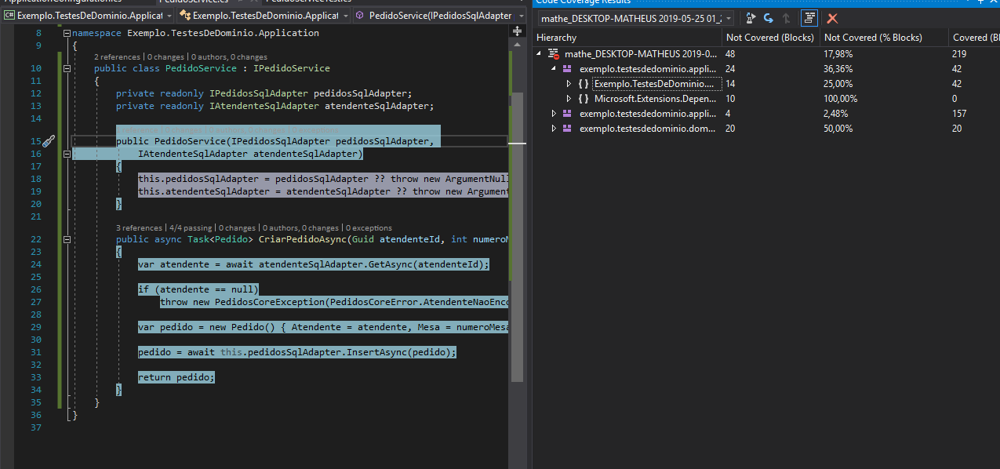 PedidoService.cs
PedidoServiceTestes
Exemplo.TestesDeDominio.Applicat
Exemplo.TestesDeDominio.Applicat
PedidoService(IPedidosSqlAdapter
8 namespace Exemplo.TestesDeDominio.Application
9 {
2 references | 0 changes | 0 authors, 0 changes
10 public class PedidoService : IPedidoService
11 {
12 private readonly IPedidosSqlAdapter pedidosSqlAdapter;
13 private readonly IAtendenteSqlAdapter atendenteSqlAdapter;
14
reference | 0 changes | 0 authors, 0 changes | 0 exceptions
15 public PedidoService(IPedidosSqlAdapter pedidosSqlAdapter,
16 IAtendenteSqlAdapter atendenteSqlAdapter)
17 {
18 this.pedidosSqlAdapter = pedidosSqlAdapter ?? throw new ArgumentNull
19 this.atendenteSqlAdapter = atendenteSqlAdapter ?? throw new Argument
20 }
21
3 references | 4/4 passing | 0 changes | 0 authors, 0 changes | 0 exceptions
22 public async Task<Pedido> CriarPedidoAsync(Guid atendenteId, int numeroM
23 {
24 var atendente = await atendenteSqlAdapter.GetAsync(atendenteId);
25
26 if (atendente == null)
27 throw new PedidosCoreException(PedidosCoreError.AtendenteNaoEnco
28
29 var pedido = new Pedido() { Atendente = atendente, Mesa = numeroMesa
30
31 pedido = await this.pedidosSqlAdapter.InsertAsync(pedido);
32
33 return pedido;
34 }
35 }
36 }
37
Code Coverage Results
mathe_DESKTOP-MATHEUS 2019-05-25 01_
Hierarchy Not Covered (Blocks) Not Covered (% Blocks) Covered (B
mathe_DESKTOP-MATHEUS 2019-0... 48 17,98% 219
exemplo.testesdedominio.appli... 24 36,36% 42
{} Exemplo.TestesDeDominio.... 14 25,00% 42
{} Microsoft.Extensions.Depen... 10 100,00% 0
exemplo.testesdedominio.appli... 4 2,48% 157
exemplo.testesdedominio.dom... 20 50,00% 20